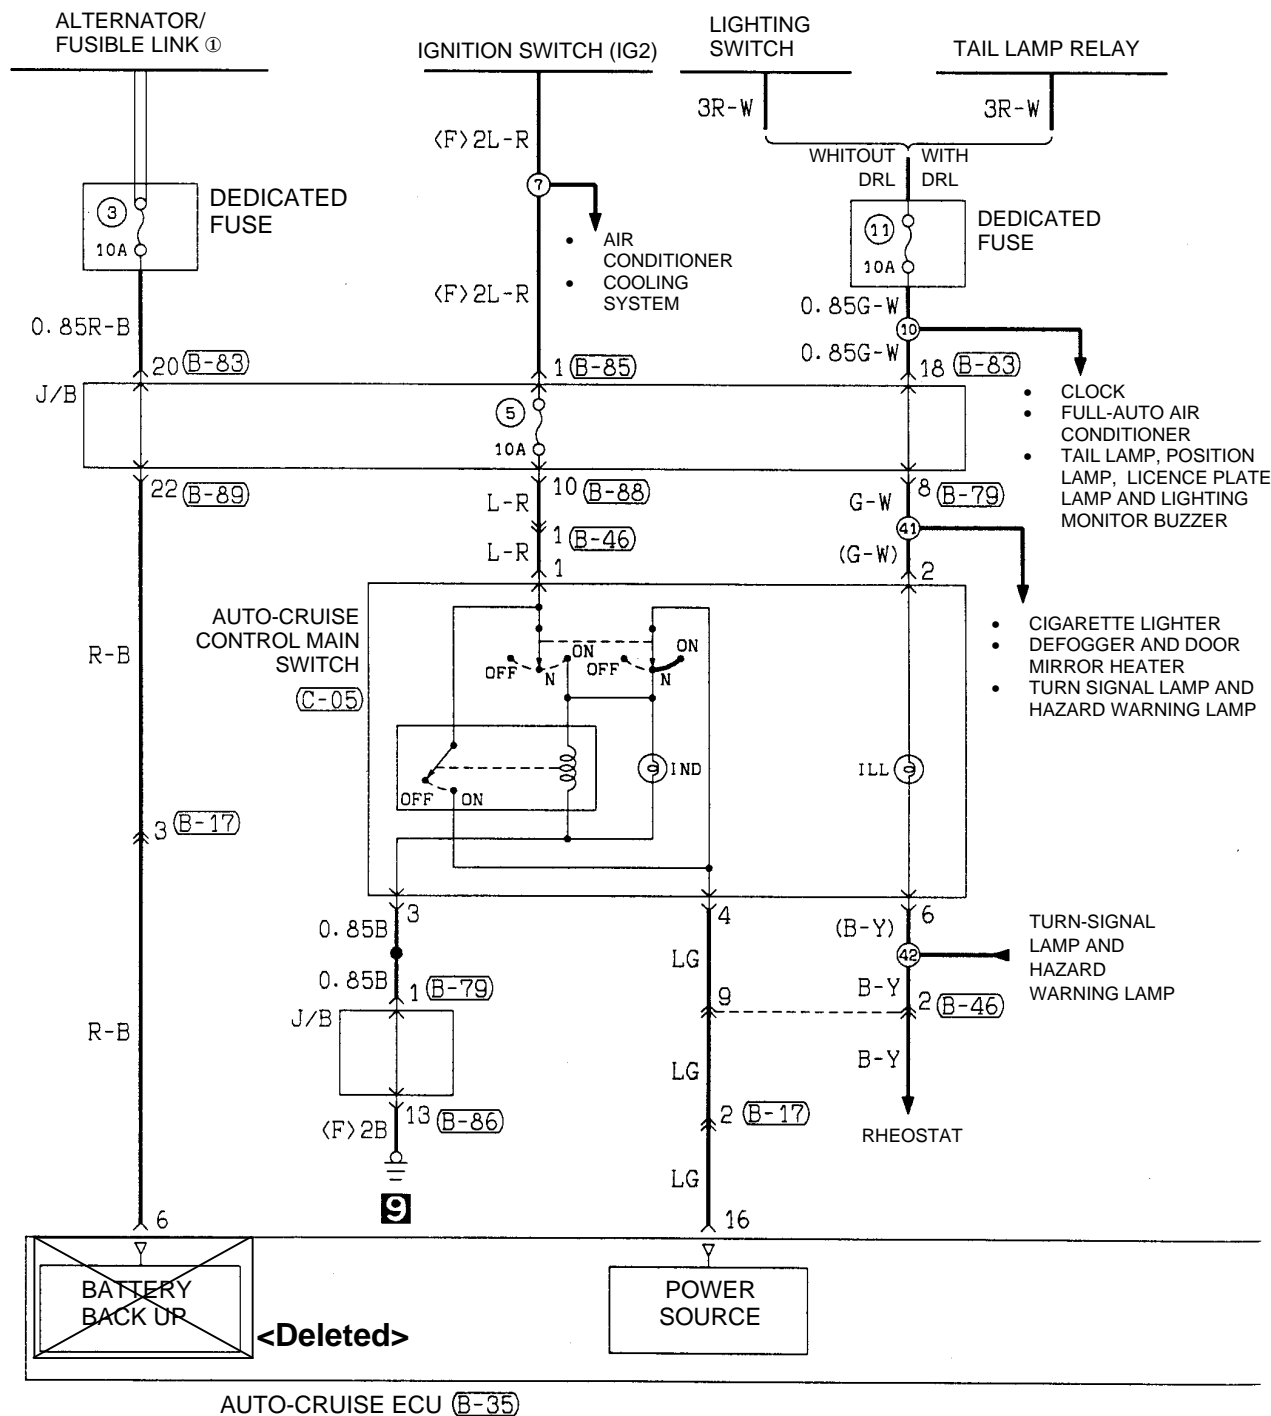 ALTERNATOR/
FUSIBLE LINK ①
IGNITION SWITCH (IG2)
LIGHTING
SWITCH
TAIL LAMP RELAY
3R-W
3R-W
<F>2L-R
WHITOUT
DRL
WITH
DRL
7
3
10A
DEDICATED
FUSE
• AIR
CONDITIONER
• COOLING
SYSTEM
11
10A
DEDICATED
FUSE
<F>2L-R
0.85R-B
0.85G-W
10
0.85G-W
20 B-83
1 B-85
18 B-83
J/B
5
10A
• CLOCK
• FULL-AUTO AIR
CONDITIONER
• TAIL LAMP, POSITION
LAMP, LICENCE PLATE
LAMP AND LIGHTING
MONITOR BUZZER
22 B-89
10 B-88
8 B-79
L-R
G-W
41
1 B-46
L-R
(G-W)
1
2
AUTO-CRUISE
CONTROL MAIN
SWITCH
C-05
OFF N ON
OFF N ON
• CIGARETTE LIGHTER
• DEFOGGER AND DOOR
MIRROR HEATER
• TURN SIGNAL LAMP AND
HAZARD WARNING LAMP
R-B
IND
ILL
OFF ON
3 B-17
3
4
6
0.85B
(B-Y)
42
TURN-SIGNAL
LAMP AND
HAZARD
WARNING LAMP
LG
0.85B
1 B-79
B-Y
9
2 B-46
J/B
R-B
LG
B-Y
13 B-86
2 B-17
<F>2B
RHEOSTAT
LG
9
6
16
BATTERY
BACK UP
<Deleted>
POWER
SOURCE
AUTO-CRUISE ECU B-35